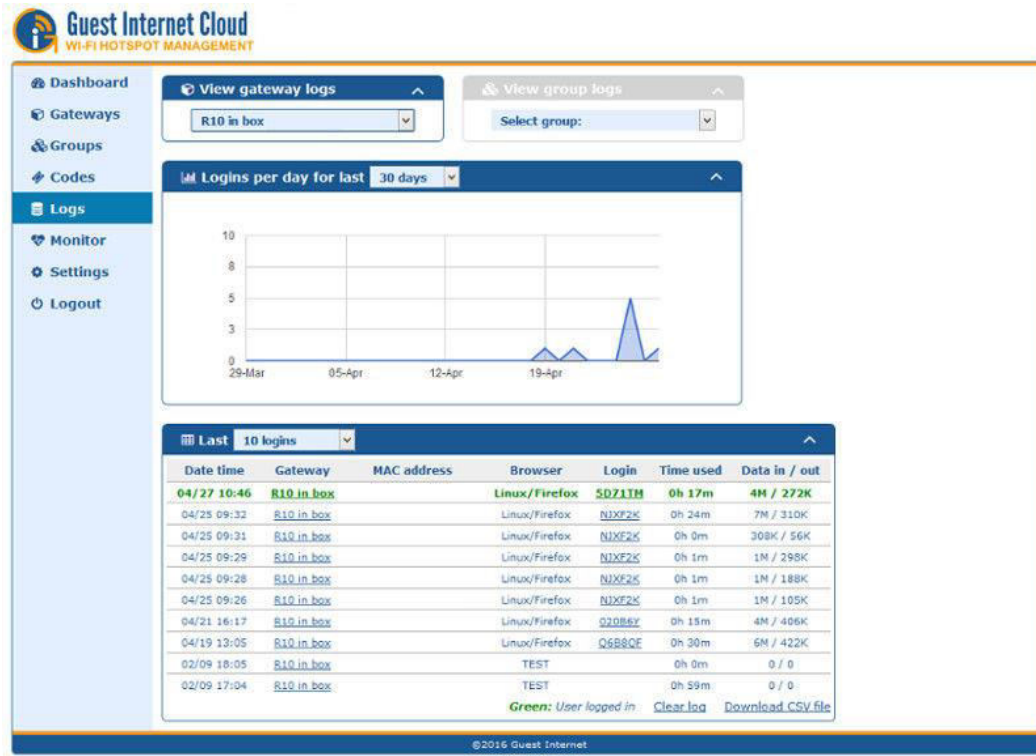 Guest Internet Cloud
WI-FI HOTSPOT MANAGEMENT
Dashboard
Gateways
Groups
Codes
Logs
Monitor
Settings
Logout
View gateway logs
R10 in box
View group logs
Select group:
Logins per day for last 30 days
10
8
5
3
0
29-Mar 05-Apr 12-Apr 19-Apr
Last 10 logins
Date time Gateway MAC address Browser Login Time used Data in / out
04/27 10:46 R10 in box Linux/Firefox 5D71TM 0h 17m 4M / 272K
04/25 09:32 R10 in box Linux/Firefox NJXF2K 0h 24m 7M / 310K
04/25 09:31 R10 in box Linux/Firefox NJXF2K 0h 0m 308K / 56K
04/25 09:29 R10 in box Linux/Firefox NJXF2K 0h 1m 1M / 298K
04/25 09:28 R10 in box Linux/Firefox NJXF2K 0h 1m 1M / 188K
04/25 09:26 R10 in box Linux/Firefox NJXF2K 0h 1m 1M / 105K
04/21 16:17 R10 in box Linux/Firefox 0h 15m 4M / 406K
04/19 13:05 R10 in box Linux/Firefox 0h 30m 6M / 422K
02/09 18:05 R10 in box TEST 0h 0m 0 / 0
02/09 17:04 R10 in box TEST 0h 59m 0 / 0
Green: User logged in Clear log Download CSV file
©2016 Guest Internet